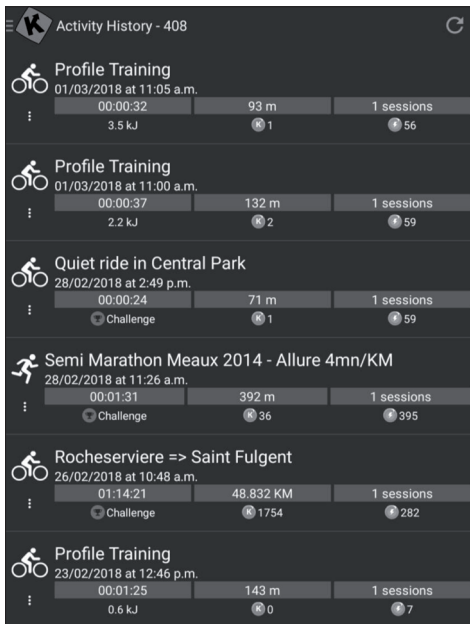 K Activity History - 408
Profile Training
01/03/2018 at 11:05 a.m.
00:00:32 93 m 1 sessions
3.5 kJ K 1 56
Profile Training
01/03/2018 at 11:00 a.m.
00:00:37 132 m 1 sessions
2.2 kJ K 2 59
Quiet ride in Central Park
28/02/2018 at 2:49 p.m.
00:00:24 71 m 1 sessions
Challenge K 1 59
Semi Marathon Meaux 2014 - Allure 4mn/KM
28/02/2018 at 11:26 a.m.
00:01:31 392 m 1 sessions
Challenge K 36 395
Rocheserviere => Saint Fulgent
26/02/2018 at 10:48 a.m.
01:14:21 48.832 KM 1 sessions
Challenge K 1754 282
Profile Training
23/02/2018 at 12:46 p.m.
00:01:25 143 m 1 sessions
0.6 kJ K 0 7